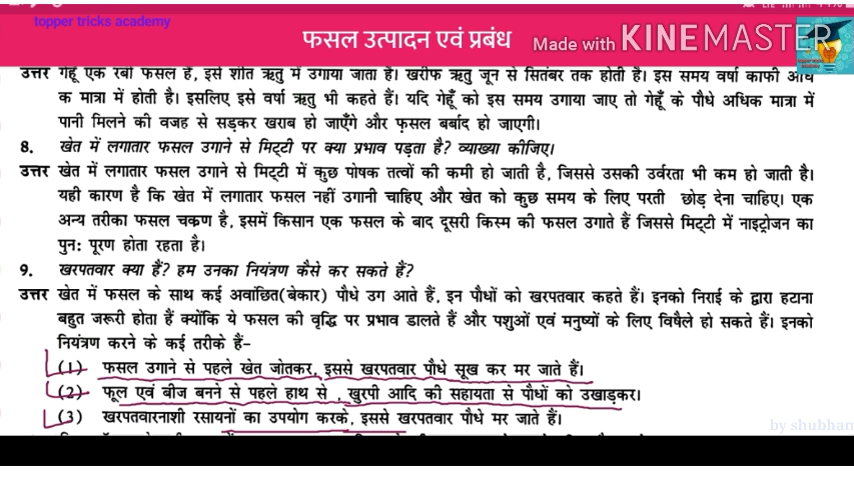 topper tricks academy
फसल उत्पादन एवं प्रबंध
Made with KINEMASTER
उत्तर गेहूँ एक रबी फसल है, इसे शीत ऋतु में उगाया जाता है। खरीफ ऋतु जून से सितंबर तक होती है। इस समय वर्षा काफी अधि
क मात्रा में होती है। इसलिए इसे वर्षा ऋतु भी कहते हैं। यदि गेहूँ को इस समय उगाया जाए तो गेहूँ के पौधे अधिक मात्रा में
पानी मिलने की वजह से सड़कर खराब हो जाएँगे और फ़सल बर्बाद हो जाएगी।
8. खेत में लगातार फसल उगाने से मिट्टी पर क्या प्रभाव पड़ता है? व्याख्या कीजिए।
उत्तर खेत में लगातार फसल उगाने से मिट्टी में कुछ पोषक तत्वों की कमी हो जाती है, जिससे उसकी उर्वरता भी कम हो जाती है।
यही कारण है कि खेत में लगातार फसल नहीं उगानी चाहिए और खेत को कुछ समय के लिए परती छोड़ देना चाहिए। एक
अन्य तरीका फसल चक्रण है, इसमें किसान एक फसल के बाद दूसरी किस्म की फसल उगाते हैं जिससे मिट्टी में नाइट्रोजन का
पुन: पूरण होता रहता है।
9. खरपतवार क्या हैं? हम उनका नियंत्रण कैसे कर सकते हैं?
उत्तर खेत में फसल के साथ कई अवांछित(बेकार) पौधे उग आते हैं, इन पौधों को खरपतवार कहते हैं। इनको निराई के द्वारा हटाना
बहुत जरूरी होता हैं क्योंकि ये फसल की वृद्धि पर प्रभाव डालते हैं और पशुओं एवं मनुष्यों के लिए विषैले हो सकते हैं। इनको
नियंत्रण करने के कई तरीके हैं-
(1) फसल उगाने से पहले खेत जोतकर, इससे खरपतवार पौधे सूख कर मर जाते हैं।
(2) फूल एवं बीज बनने से पहले हाथ से , खुरपी आदि की सहायता से पौधों को उखाड़कर।
(3) खरपतवारनाशी रसायनों का उपयोग करके, इससे खरपतवार पौधे मर जाते हैं।
by shubham